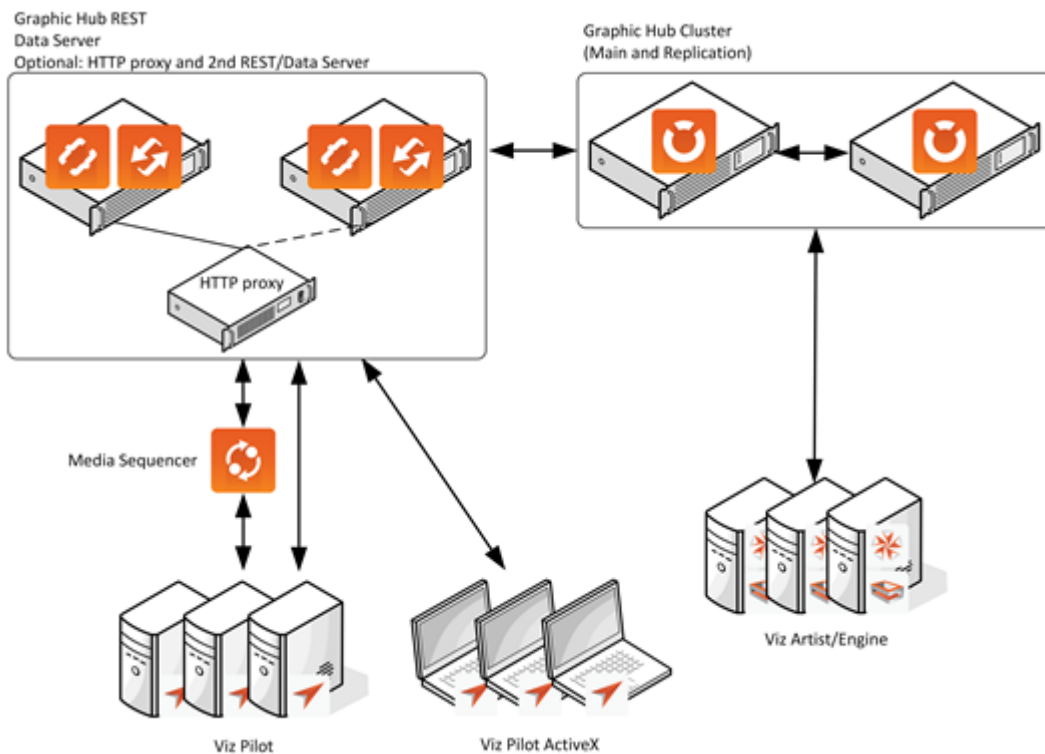 Graphic Hub REST
Data Server
Optional: HTTP proxy and 2nd REST/Data Server
Graphic Hub Cluster
(Main and Replication)
HTTP proxy
Media Sequencer
Viz Artist/Engine
Viz Pilot
Viz Pilot ActiveX